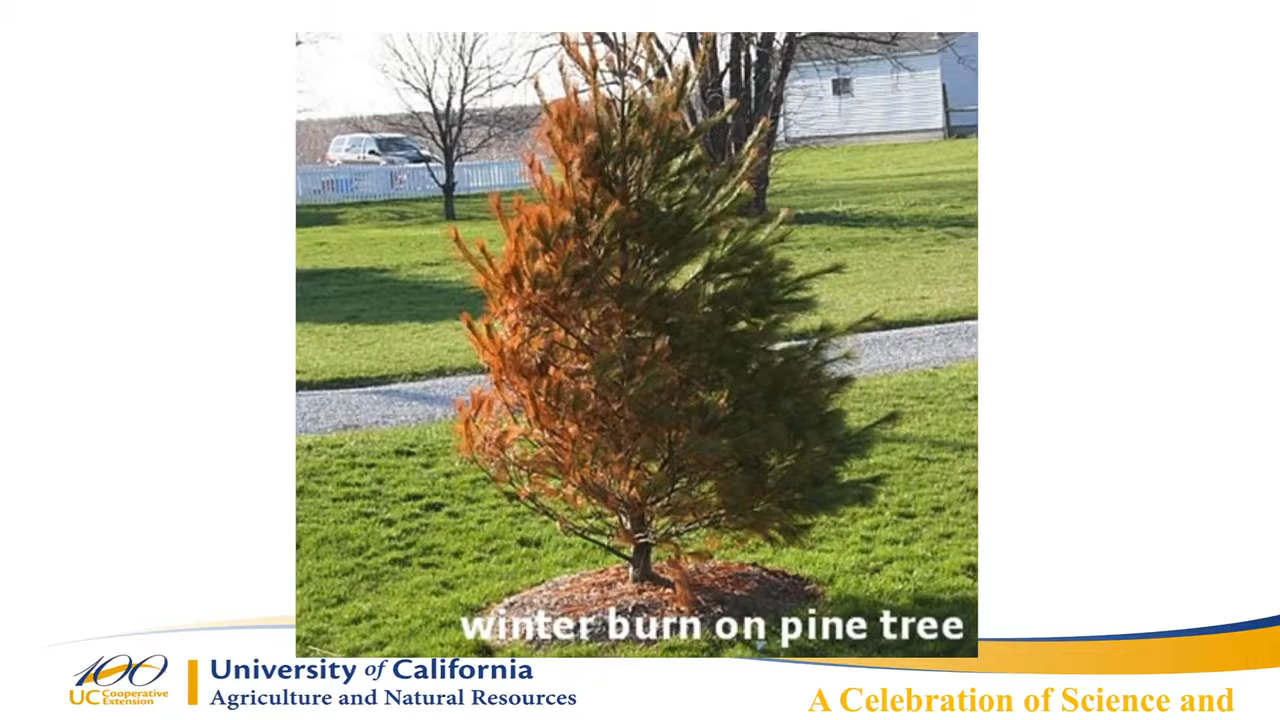 winter burn on pine tree
100
UC Cooperative
Extension
University of California
Agriculture and Natural Resources
A Celebration of Science and